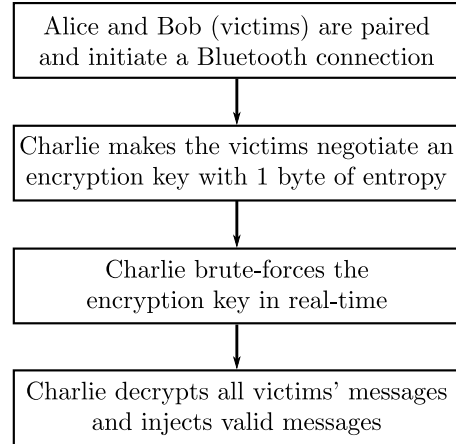 Alice and Bob (victims) are paired
and initiate a Bluetooth connection
Charlie makes the victims negotiate an
encryption key with 1 byte of entropy
Charlie brute-forces the
encryption key in real-time
Charlie decrypts all victims’ messages
and injects valid messages